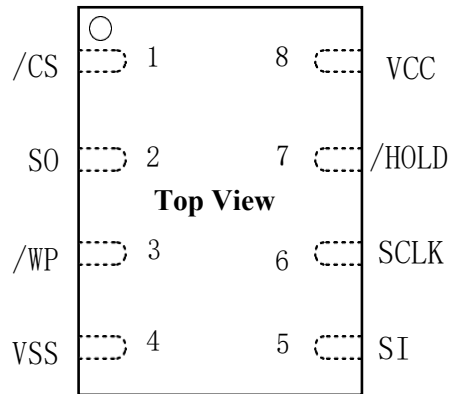 /CS 1 8 VCC
SO 2 7 /HOLD
Top View
/WP 3 6 SCLK
VSS 4 5 SI